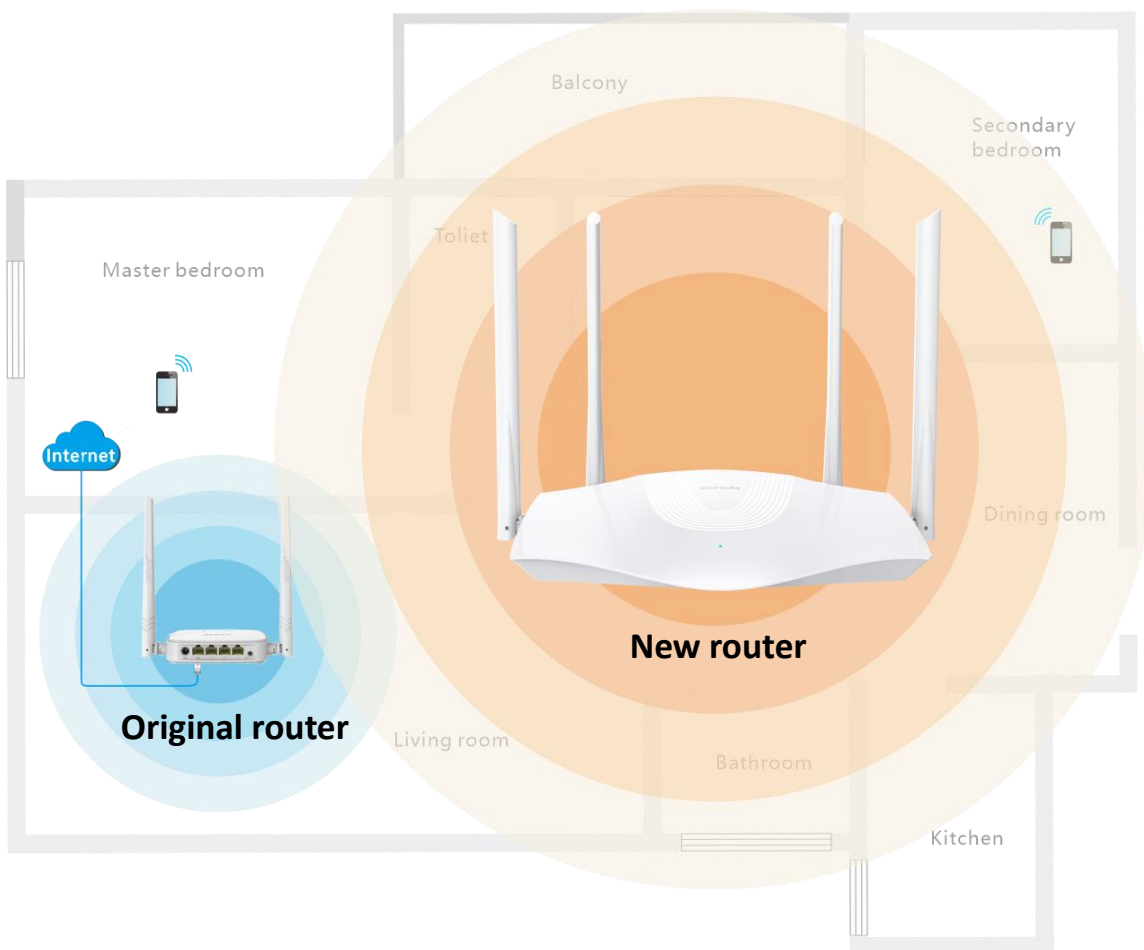 Balcony
Secondary
bedroom
Toliet
Master bedroom
Internet
Dining room
New router
Original router
Living room
Bathroom
Kitchen